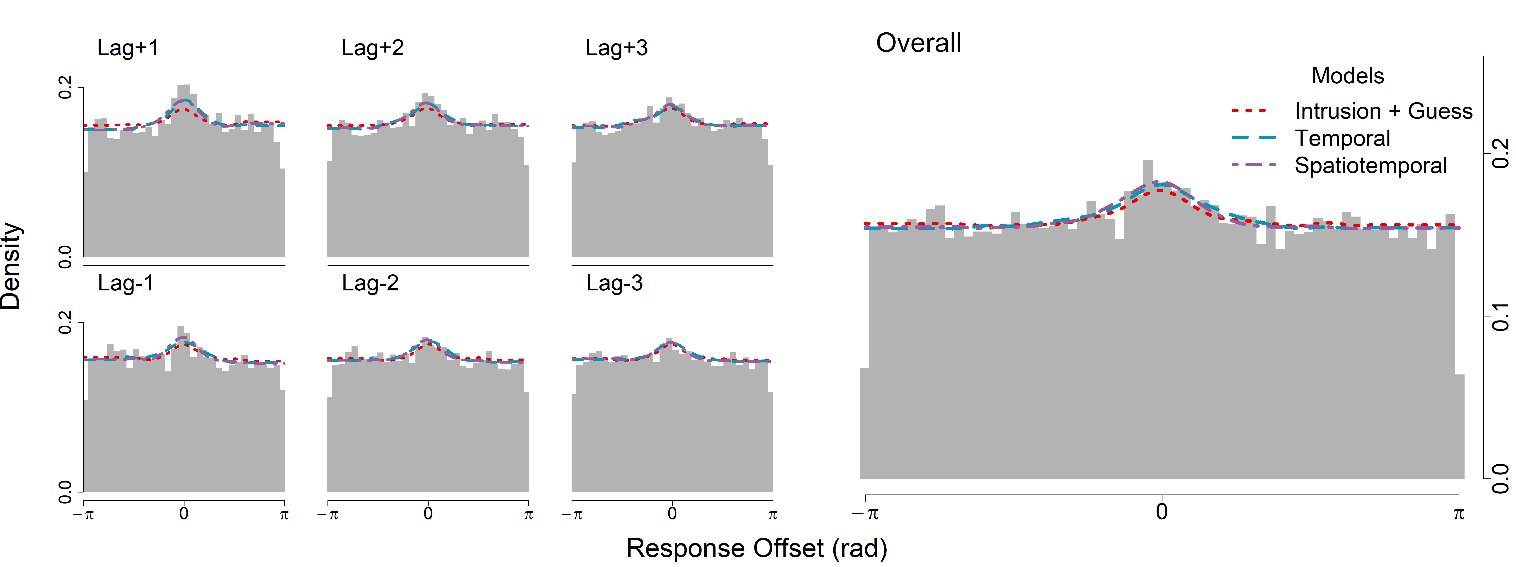 Lag+1
Lag+2
Lag+3
Overall
Models
Intrusion + Guess
Temporal
Spatiotemporal
0.2
0.0
0.2
0.1
0.0
Density
Lag-1
Lag-2
Lag-3
0.2
0.0
−π 0 π
−π 0 π
−π 0 π
−π 0 π
Response Offset (rad)